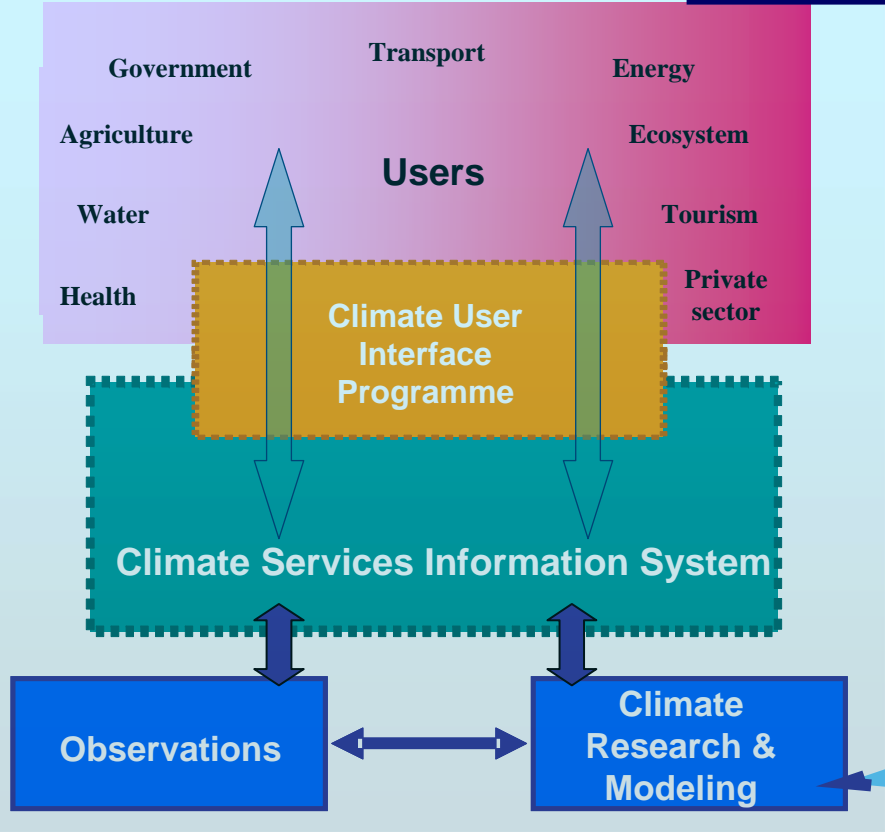 Transport
Government
Energy
Agriculture
Ecosystem
Users
Water
Tourism
Health
Private
sector
Climate User
Interface
Programme
Climate Services Information System
Observations
Climate
Research &
Modeling